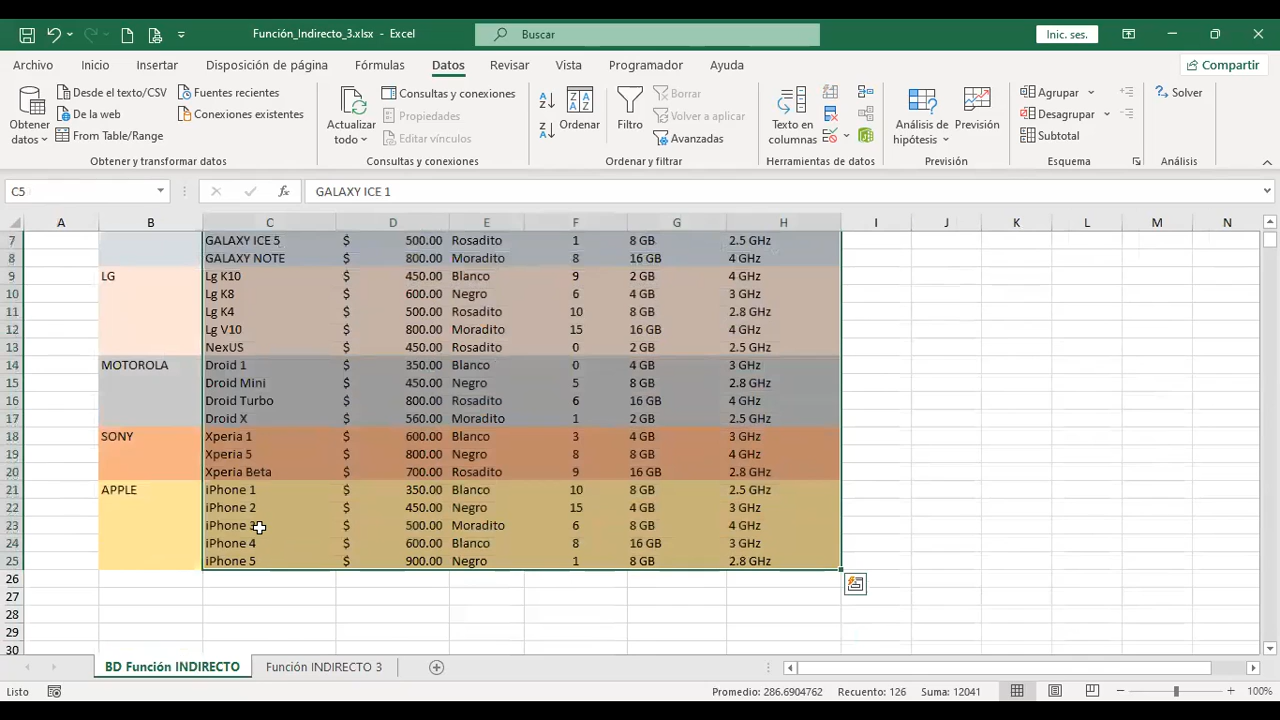 Función_Indirecto_3.xlsx - Excel
Buscar
Inic. ses.
Archivo Inicio Insertar Disposición de página Fórmulas Datos Revisar Vista Programador Ayuda Compartir
Obtener datos
Desde el texto/CSV
De la web
From Table/Range
Fuentes recientes
Conexiones existentes
Obtener y transformar datos
Actualizar todo
Consultas y conexiones
Propiedades
Editar vínculos
Consultas y conexiones
Ordenar
Filtro
Borrar
Volver a aplicar
Avanzadas
Ordenar y filtrar
Texto en columnas
Herramientas de datos
Análisis de hipótesis
Previsión
Previsión
Agrupar
Desagrupar
Subtotal
Esquema
Solver
Análisis
C5 fx GALAXY ICE 1
A B C D E F G H I J K L M N
7 GALAXY ICE 5 $ 500.00 Rosadito 1 8 GB 2.5 GHz
8 GALAXY NOTE $ 800.00 Moradito 8 16 GB 4 GHz
9 LG Lg K10 $ 450.00 Blanco 9 2 GB 4 GHz
10 Lg K8 $ 600.00 Negro 6 4 GB 3 GHz
11 Lg K4 $ 500.00 Rosadito 10 8 GB 2.8 GHz
12 Lg V10 $ 800.00 Moradito 15 16 GB 4 GHz
13 NexUS $ 450.00 Rosadito 0 2 GB 2.5 GHz
14 MOTOROLA Droid 1 $ 350.00 Blanco 0 4 GB 3 GHz
15 Droid Mini $ 450.00 Negro 5 8 GB 2.8 GHz
16 Droid Turbo $ 800.00 Rosadito 6 16 GB 4 GHz
17 Droid X $ 560.00 Moradito 1 2 GB 2.5 GHz
18 SONY Xperia 1 $ 600.00 Blanco 3 4 GB 3 GHz
19 Xperia 5 $ 800.00 Negro 8 8 GB 4 GHz
20 Xperia Beta $ 700.00 Rosadito 9 16 GB 2.8 GHz
21 APPLE iPhone 1 $ 350.00 Blanco 10 8 GB 2.5 GHz
22 iPhone 2 $ 450.00 Negro 15 4 GB 3 GHz
23 iPhone 3 $ 500.00 Moradito 6 8 GB 4 GHz
24 iPhone 4 $ 600.00 Blanco 8 16 GB 3 GHz
25 iPhone 5 $ 900.00 Negro 1 8 GB 2.8 GHz
26
27
28
29
30
BD Función INDIRECTO Función INDIRECTO 3
Listo Promedio: 286.6904762 Recuento: 126 Suma: 12041 100%